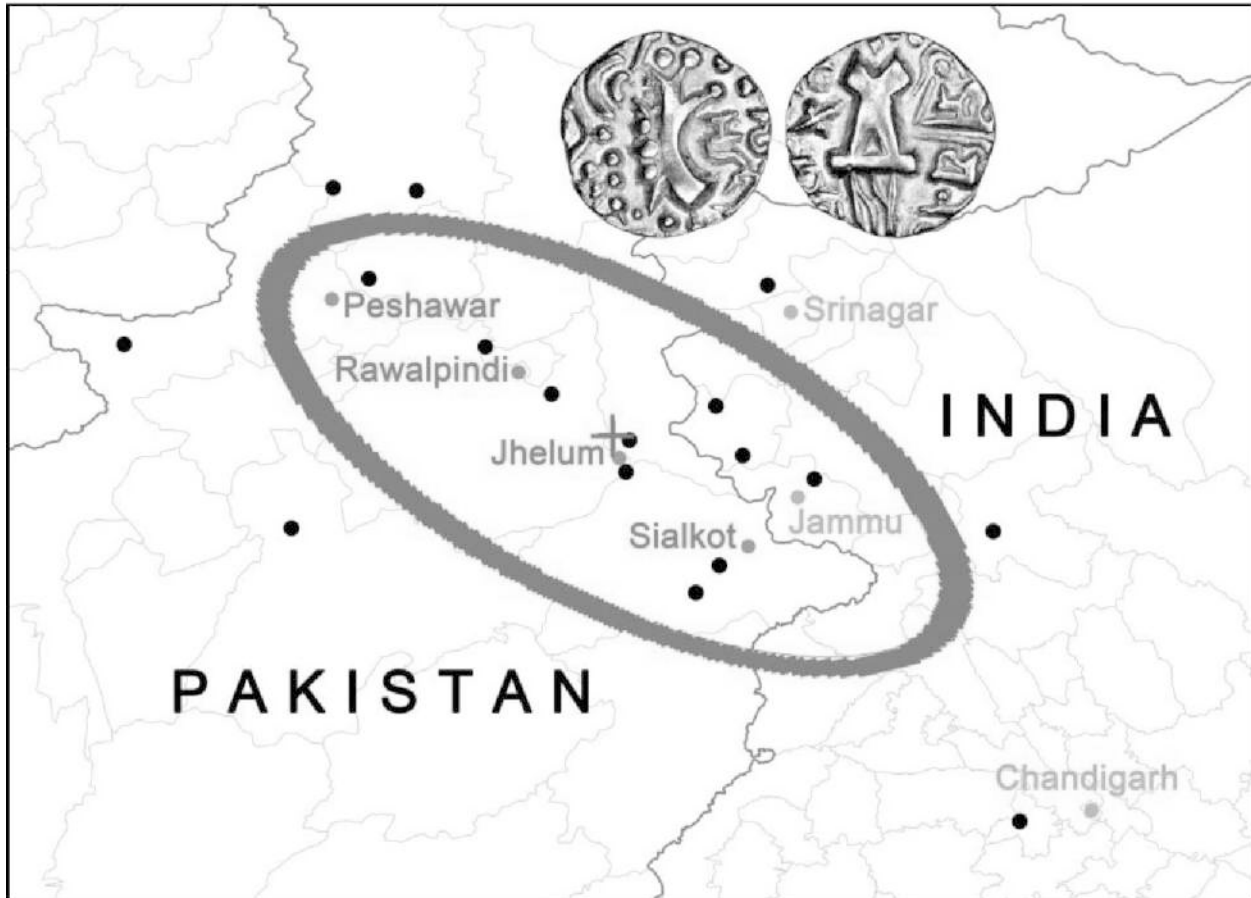 Srinagar
Peshawar
Rawalpindi
INDIA
Jhelum
Jammu
Sialkot
PAKISTAN
Chandigarh